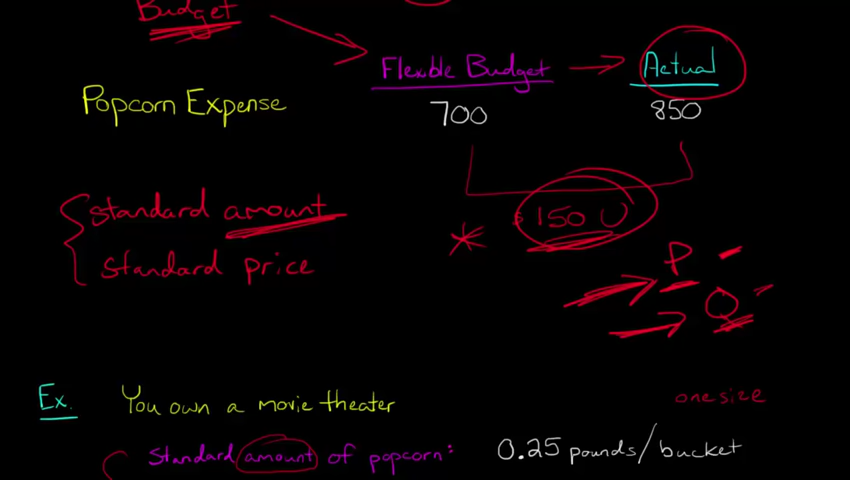 Budget
Flexible Budget
Actual
Popcorn Expense
700
850
standard amount
$150 U
standard price
P
Q
Ex.
You own a movie theater
one size
Standard amount of popcorn:
0.25 pounds/bucket